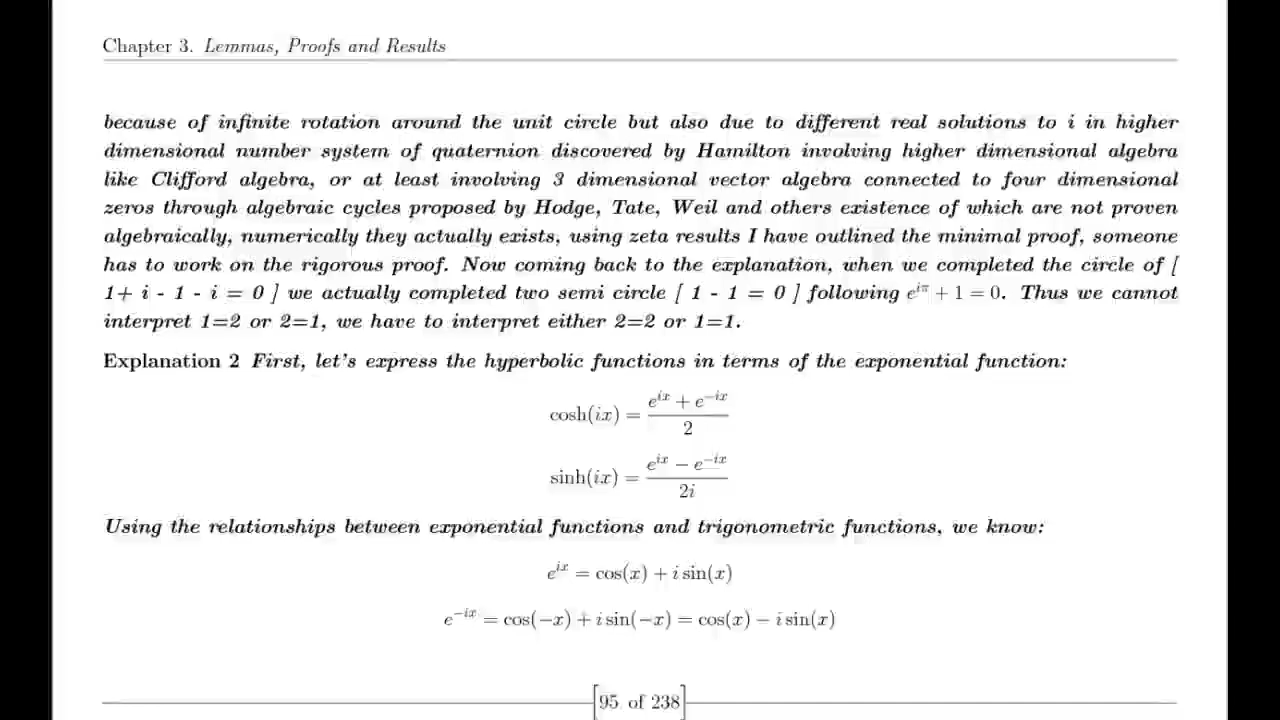 Chapter 3. Lemmas, Proofs and Results
because of infinite rotation around the unit circle but also due to different real solutions to i in higher
dimensional number system of quaternion discovered by Hamilton involving higher dimensional algebra
like Clifford algebra, or at least involving 3 dimensional vector algebra connected to four dimensional
zeros through algebraic cycles proposed by Hodge, Tate, Weil and others existence of which are not proven
algebraically, numerically they actually exists, using zeta results I have outlined the minimal proof, someone
has to work on the rigorous proof. Now coming back to the explanation, when we completed the circle of [
1+ i - 1 - i = 0 ] we actually completed two semi circle [ 1 - 1 = 0 ] following e^{iπ} + 1 = 0. Thus we cannot
interpret 1=2 or 2=1, we have to interpret either 2=2 or 1=1.
Explanation 2 First, let's express the hyperbolic functions in terms of the exponential function:
cosh(ix) = \frac{e^{ix} + e^{-ix}}{2}
sinh(ix) = \frac{e^{ix} - e^{-ix}}{2i}
Using the relationships between exponential functions and trigonometric functions, we know:
e^{ix} = cos(x) + i sin(x)
e^{-ix} = cos(−x) + i sin(−x) = cos(x) − i sin(x)
95 of 238